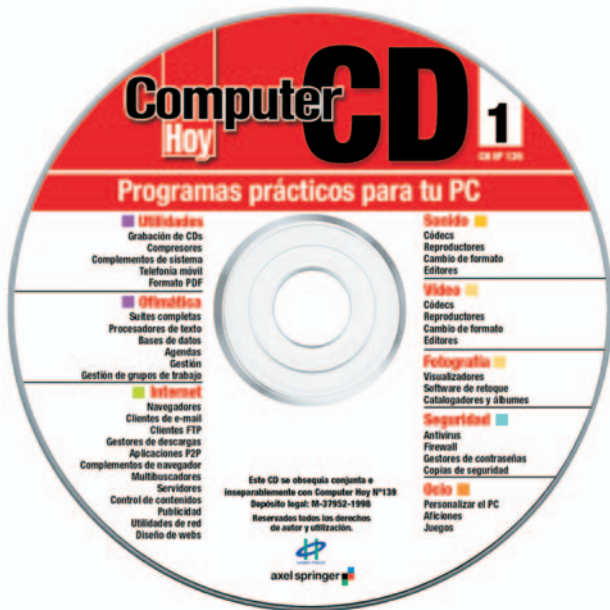 Computer
Hoy
CD
1
CH Nº 139
Programas prácticos para tu PC
Utilidades
Grabación de CDs
Compresores
Complementos de sistema
Telefonía móvil
Formato PDF
Ofimática
Suites completas
Procesadores de texto
Bases de datos
Agendas
Gestión
Gestión de grupos de trabajo
Internet
Navegadores
Clientes de e-mail
Clientes FTP
Gestores de descargas
Aplicaciones P2P
Complementos de navegador
Multibuscadores
Servidores
Control de contenidos
Publicidad
Utilidades de red
Diseño de webs
Sonido
Códecs
Reproductores
Cambio de formato
Editores
Vídeo
Códecs
Reproductores
Cambio de formato
Editores
Fotografía
Visualizadores
Software de retoque
Catalogadores y álbumes
Seguridad
Antivirus
Firewall
Gestores de contraseñas
Copias de seguridad
Ocio
Personalizar el PC
Aficiones
Juegos
Este CD se obsequia conjunta e
inseparablemente con Computer Hoy Nº139
Depósito legal: M-37952-1998
Reservados todos los derechos
de autor y utilización.
axel springer